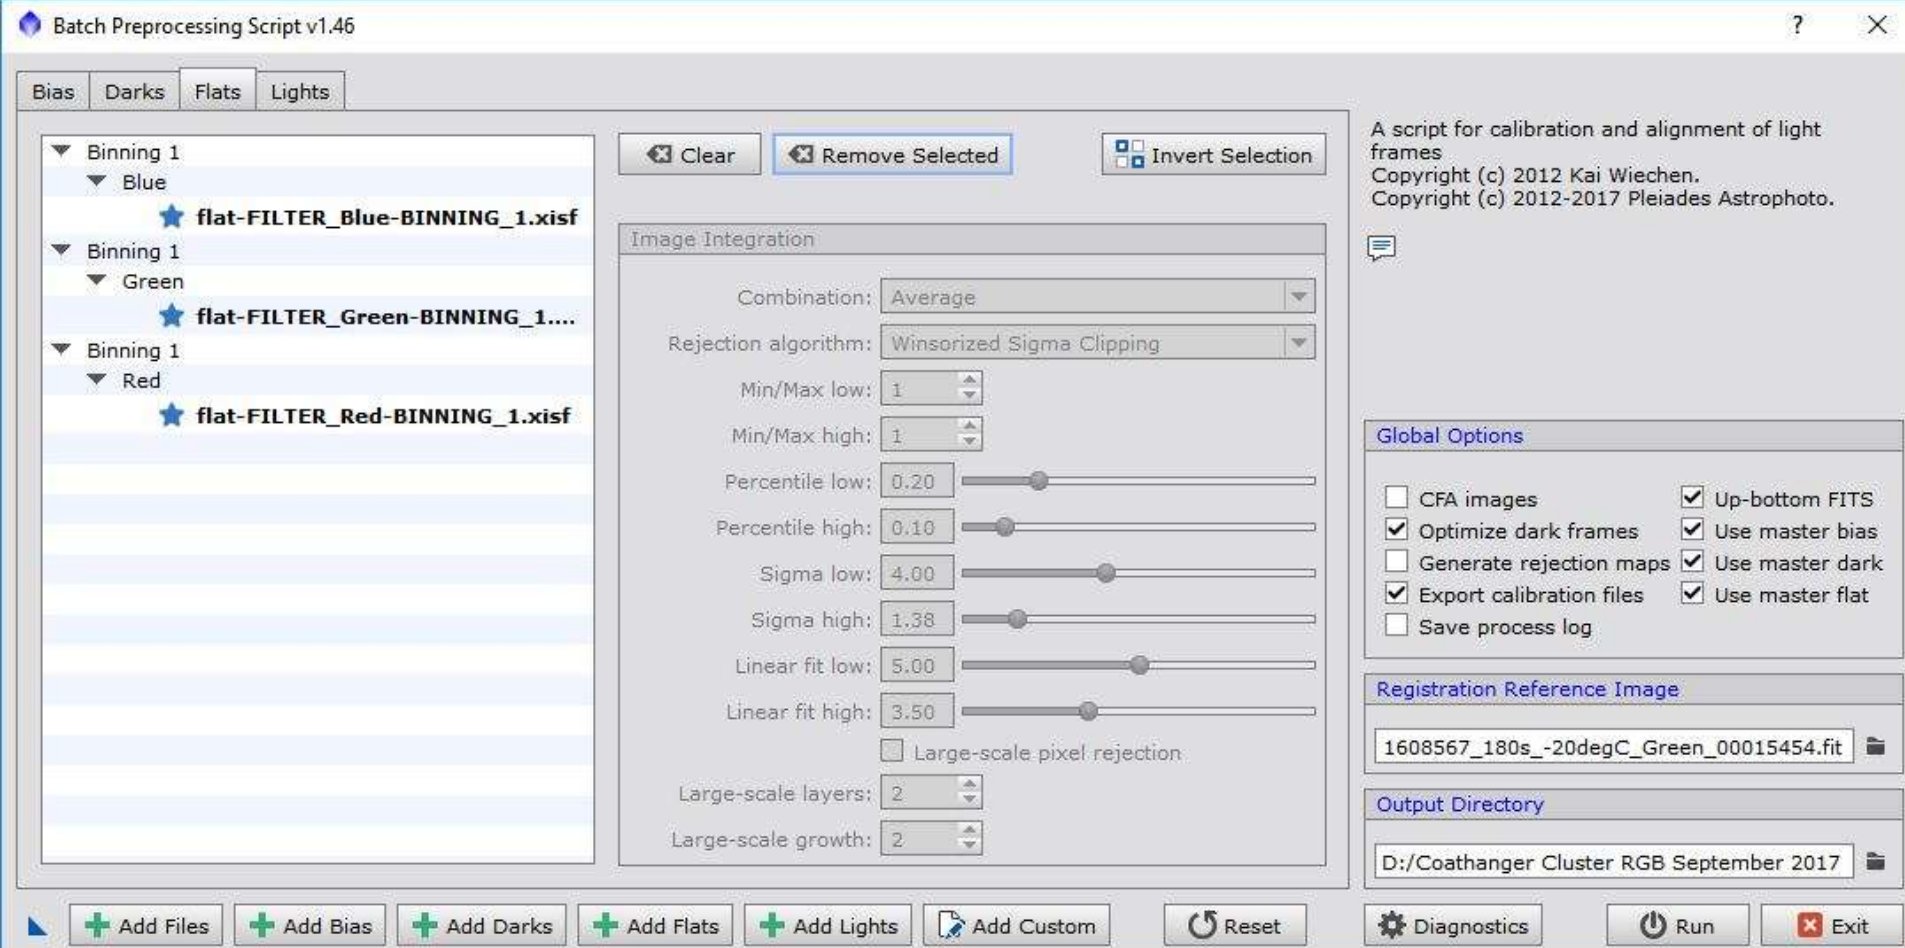 Batch Preprocessing Script v1.46
?
Bias
Darks
Flats
Lights
Binning 1
Blue
flat-FILTER_Blue-BINNING_1.xisf
Binning 1
Green
flat-FILTER_Green-BINNING_1....
Binning 1
Red
flat-FILTER_Red-BINNING_1.xisf
Clear
Remove Selected
Invert Selection
Image Integration
Combination: Average
Rejection algorithm: Winsorized Sigma Clipping
Min/Max low: 1
Min/Max high: 1
Percentile low: 0.20
Percentile high: 0.10
Sigma low: 4.00
Sigma high: 1.38
Linear fit low: 5.00
Linear fit high: 3.50
Large-scale pixel rejection
Large-scale layers: 2
Large-scale growth: 2
A script for calibration and alignment of light
frames
Copyright (c) 2012 Kai Wiechen.
Copyright (c) 2012-2017 Pleiades Astrophoto.
Global Options
CFA images
Up-bottom FITS
Optimize dark frames
Use master bias
Generate rejection maps
Use master dark
Export calibration files
Use master flat
Save process log
Registration Reference Image
1608567_180s_-20degC_Green_00015454.fit
Output Directory
D:/Coathanger Cluster RGB September 2017
Add Files
Add Bias
Add Darks
Add Flats
Add Lights
Add Custom
Reset
Diagnostics
Run
Exit